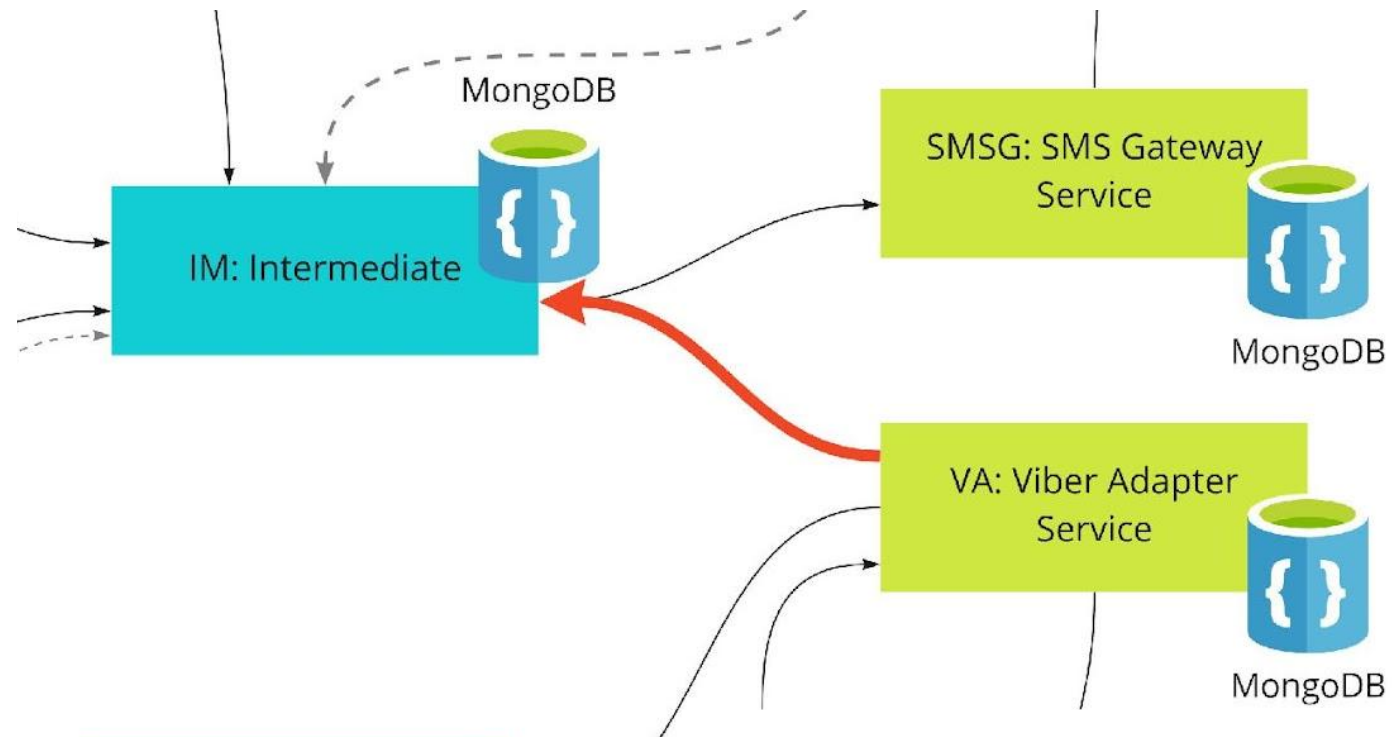 MongoDB
SMSG: SMS Gateway
Service
IM: Intermediate
{ }
{ }
MongoDB
VA: Viber Adapter
Service
{ }
MongoDB